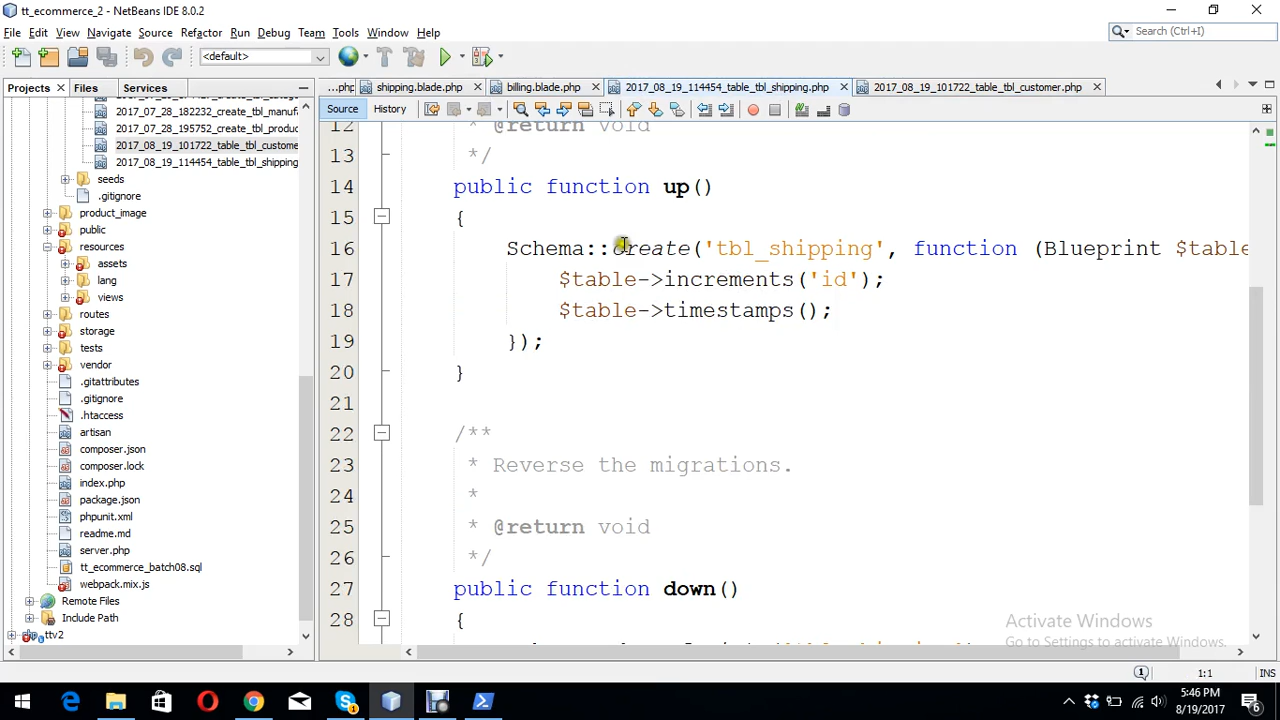 tt_ecommerce_2 - NetBeans IDE 8.0.2
File Edit View Navigate Source Refactor Run Debug Team Tools Window Help
Search (Ctrl+I)
<default>
Projects Files Services
...php shipping.blade.php billing.blade.php 2017_08_19_114454_table_tbl_shipping.php 2017_08_19_101722_table_tbl_customer.php
Source History
2017_07_28_182232_create_tbl_manuf
2017_07_28_195752_create_tbl_produc
2017_08_19_101722_table_tbl_custome
2017_08_19_114454_table_tbl_shipping
seeds
.gitignore
product_image
public
resources
assets
lang
views
routes
storage
tests
vendor
.gitattributes
.gitignore
.htaccess
artisan
composer.json
composer.lock
index.php
package.json
phpunit.xml
readme.md
server.php
tt_ecommerce_batch08.sql
webpack.mix.js
Remote Files
Include Path
ttv2
12 * @return void
13 */
14 public function up()
15 {
16 Schema::create('tbl_shipping', function (Blueprint $table
17 $table->increments('id');
18 $table->timestamps();
19 });
20 }
21
22 /**
23 * Reverse the migrations.
24 *
25 * @return void
26 */
27 public function down()
28 {
Activate Windows
Go to Settings to activate Windows.
1:1 INS
5:46 PM
8/19/2017
6